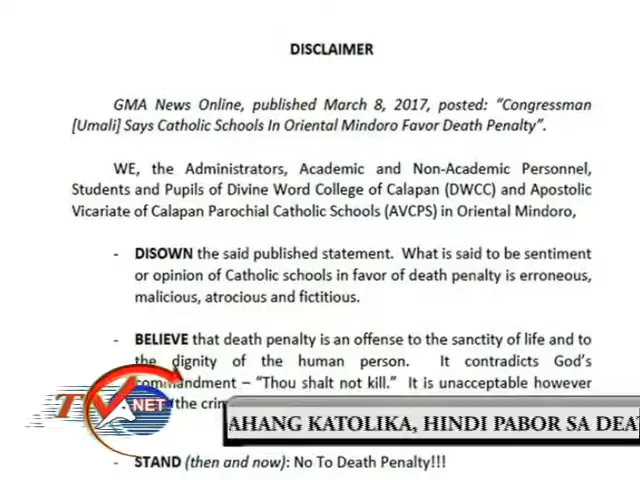 DISCLAIMER
GMA News Online, published March 8, 2017, posted: “Congressman
[Umali] Says Catholic Schools In Oriental Mindoro Favor Death Penalty”.
WE, the Administrators, Academic and Non-Academic Personnel,
Students and Pupils of Divine Word College of Calapan (DWCC) and Apostolic
Vicariate of Calapan Parochial Catholic Schools (AVCPS) in Oriental Mindoro,
- DISOWN the said published statement. What is said to be sentiment
or opinion of Catholic schools in favor of death penalty is erroneous,
malicious, atrocious and fictitious.
- BELIEVE that death penalty is an offense to the sanctity of life and to
the dignity of the human person. It contradicts God’s
commandment – “Thou shalt not kill.” It is unacceptable however
the
TV NET
AHANG KATOLIKA, HINDI PABOR SA
- STAND (then and now): No To Death Penalty!!!